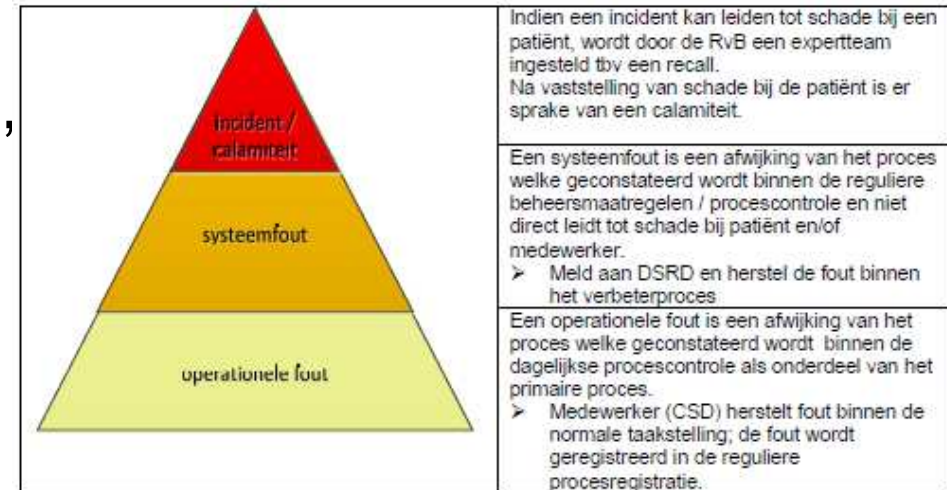 ,
Incident /
calamiteit
systeemfout
operationele fout
Indien een incident kan leiden tot schade bij een
patiënt, wordt door de RvB een expertteam
ingesteld tbv een recall.
Na vaststelling van schade bij de patiënt is er
sprake van een calamiteit.
Een systeemfout is een afwijking van het proces
welke geconstateerd wordt binnen de reguliere
beheersmaatregelen / procescontrole en niet
direct leidt tot schade bij patiënt en/of
medewerker.
➢ Meld aan DSRD en herstel de fout binnen
het verbeterproces
Een operationele fout is een afwijking van het
proces welke geconstateerd wordt binnen de
dagelijkse procescontrole als onderdeel van het
primaire proces.
➢ Medewerker (CSD) herstelt fout binnen de
normale taakstelling; de fout wordt
geregistreerd in de reguliere
procesregistratie.